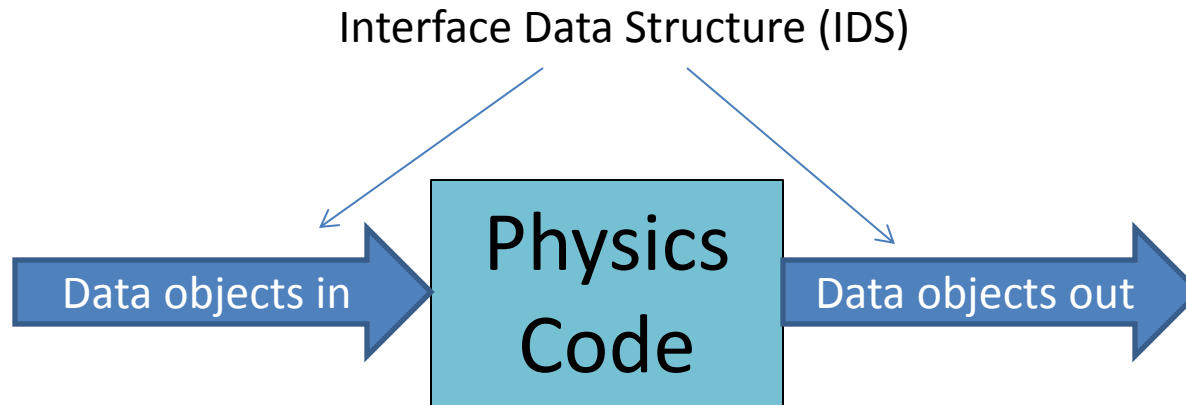 Interface Data Structure (IDS)
Data objects in
Physics
Code
Data objects out